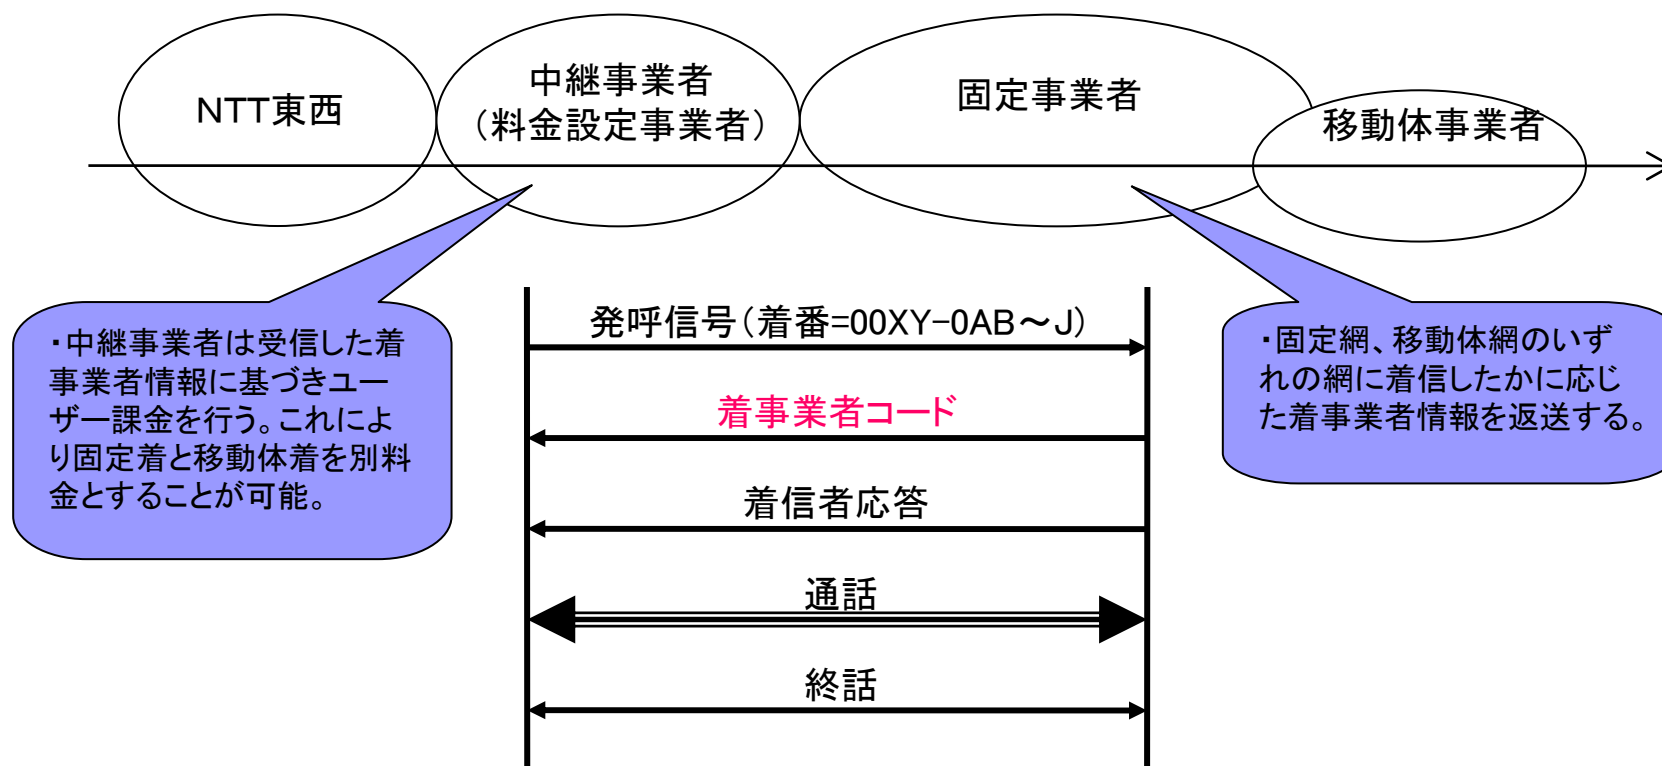 NTT東西
中継事業者
（料金設定事業者）
固定事業者
移動体事業者
・中継事業者は受信した着
事業者情報に基づきユー
ザー課金を行う。これによ
り固定着と移動体着を別料
金とすることが可能。
発呼信号（着番=00XY-0AB～J）
着事業者コード
着信者応答
通話
終話
・固定網、移動体網のいず
れの網に着信したかに応じ
た着事業者情報を返送する。